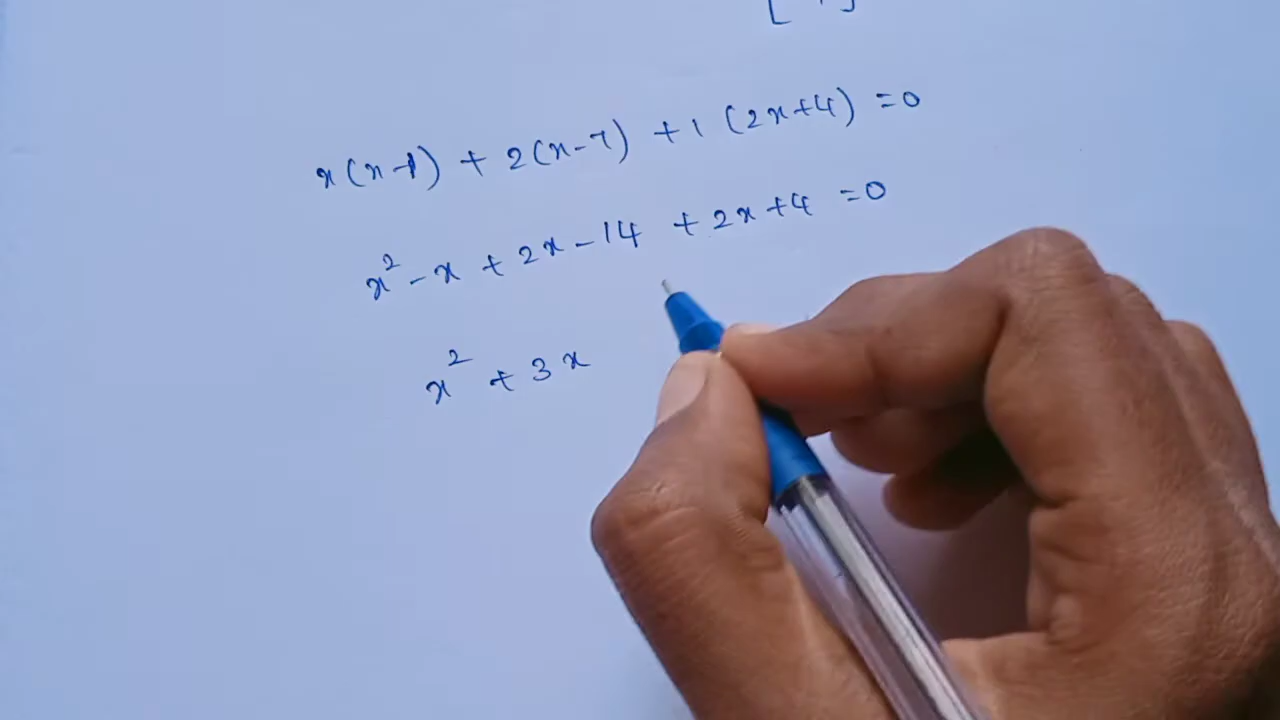 x(x-1) + 2(x-7) + 1 (2x+4) =0
x² - x + 2x - 14 + 2x + 4 =0
x² + 3x